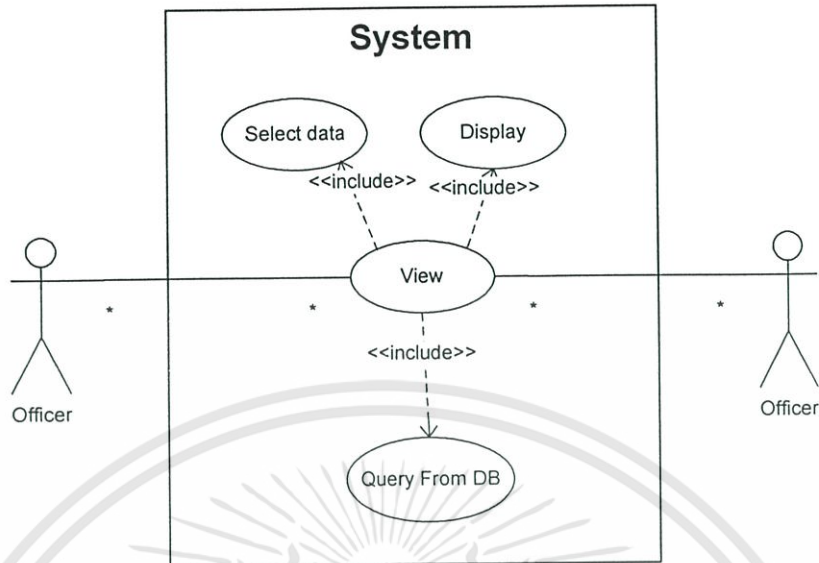 System
Select data
Display
<<include>>
<<include>>
View
*
*
*
*
<<include>>
Officer
Officer
Query From DB